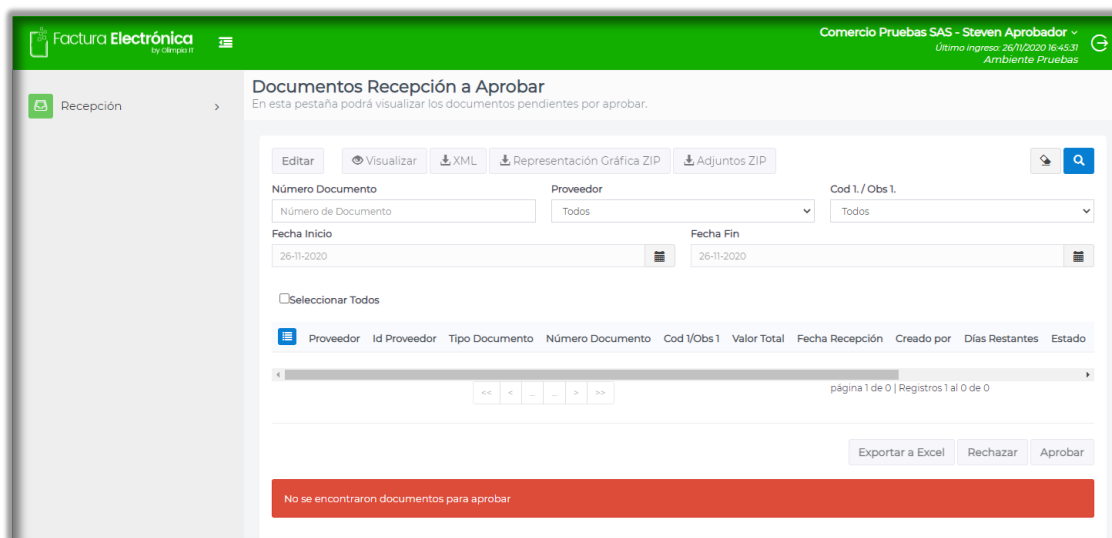 Factura Electrónica
by Olimpia IT
Comercio Pruebas SAS - Steven Aprobador
Último ingreso: 26/11/2020 16:45:31
Ambiente Pruebas
Recepción
Documentos Recepción a Aprobar
En esta pestaña podrá visualizar los documentos pendientes por aprobar.
Editar Visualizar XML Representación Gráfica ZIP Adjuntos ZIP
Número Documento Proveedor Cod 1. / Obs 1.
Número de Documento Todos Todos
Fecha Inicio Fecha Fin
26-11-2020 26-11-2020
Seleccionar Todos
Proveedor Id Proveedor Tipo Documento Número Documento Cod 1/Obs 1 Valor Total Fecha Recepción Creado por Días Restantes Estado
<< < ... ... > >> página 1 de 0 | Registros 1 al 0 de 0
Exportar a Excel Rechazar Aprobar
No se encontraron documentos para aprobar